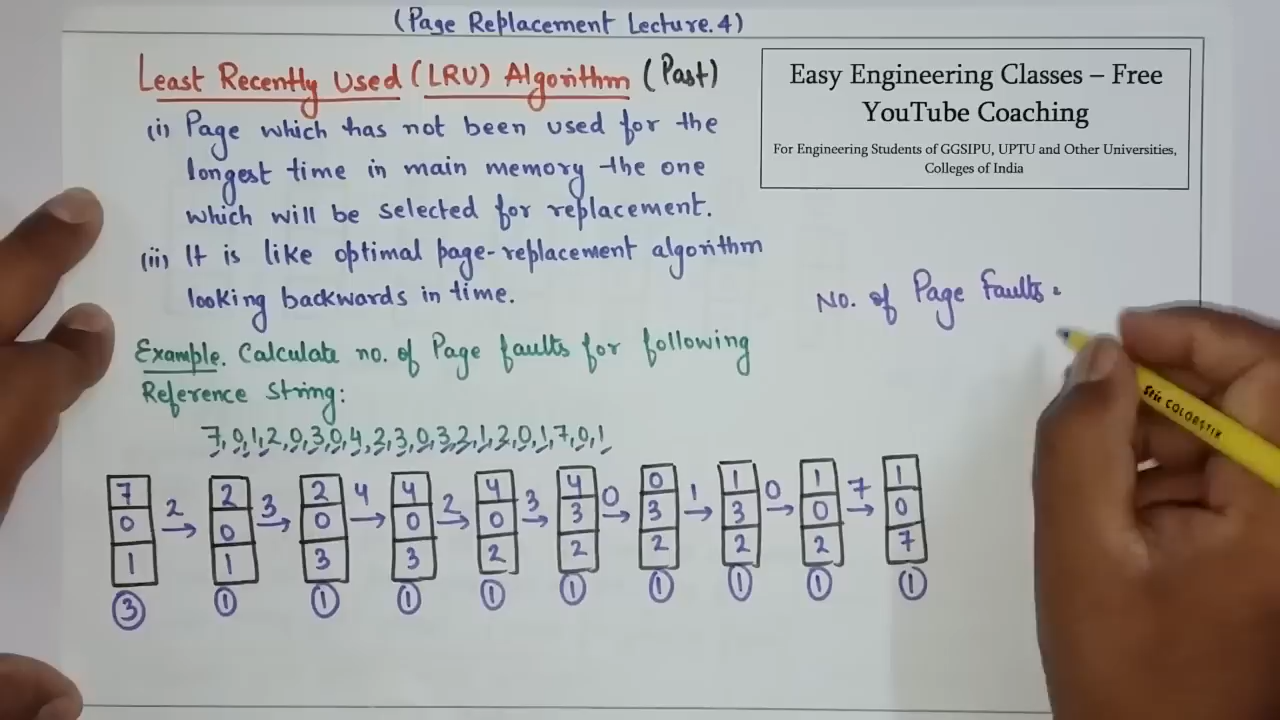 (Page Replacement Lecture.4)
Least Recently Used (LRU) Algorithm (Past)
(i) Page which has not been used for the
longest time in main memory the one
which will be selected for replacement.
(ii) It is like optimal page-replacement algorithm
looking backwards in time.
Easy Engineering Classes – Free
YouTube Coaching
For Engineering Students of GGSIPU, UPTU and Other Universities,
Colleges of India
No. of Page Faults =
Example. Calculate no. of Page faults for following
Reference String:
7, 0, 1, 2, 0, 3, 0, 4, 2, 3, 0, 3, 2, 1, 2, 0, 1, 7, 0, 1
2 3 4 2 3 0 1 0 7
7 2 2 4 4 4 0 1 1 1
0 0 0 0 0 3 3 3 0 0
1 1 3 3 2 2 2 2 2 7
3 1 1 1 1 1 1 1 1 1
Stic COLORSTIX